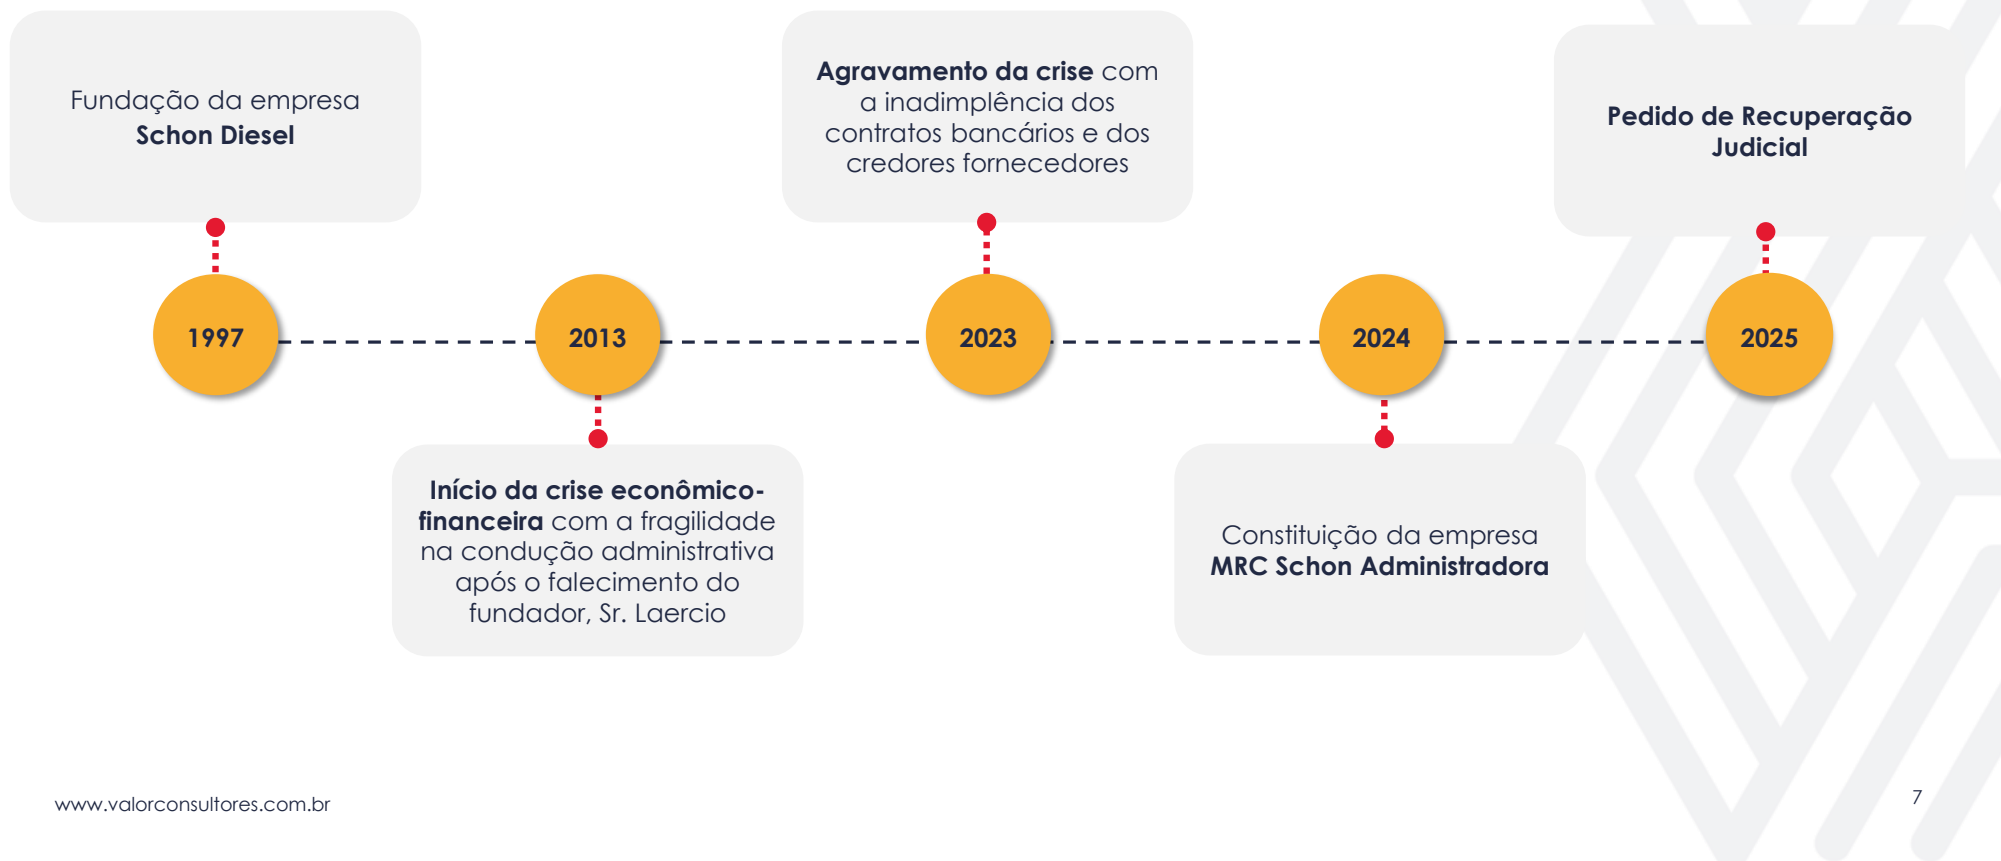 Fundação da empresa
Schon Diesel
Agravamento da crise com
a inadimplência dos
contratos bancários e dos
credores fornecedores
Pedido de Recuperação
Judicial
1997
2013
2023
2024
2025
Início da crise econômico-
financeira com a fragilidade
na condução administrativa
após o falecimento do
fundador, Sr. Laercio
Constituição da empresa
MRC Schon Administradora
www.valorconsultores.com.br
7